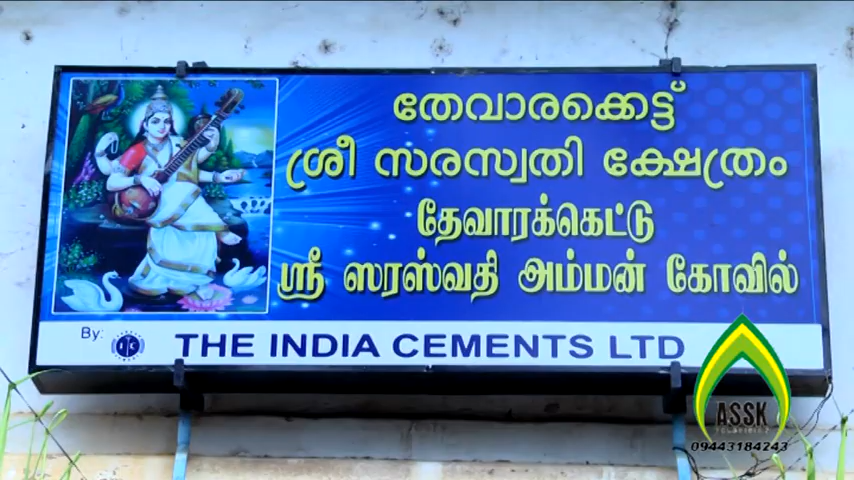 തേവാരക്കെട്ട്
ശ്രീ സരസ്വതി ക്ഷേത്രം
தேவாரக்கெட்டு
ஸ்ரீ ஸரஸ்வதி அம்மன் கோவில்
By: THE INDIA CEMENTS LTD
ASSK
09443184243